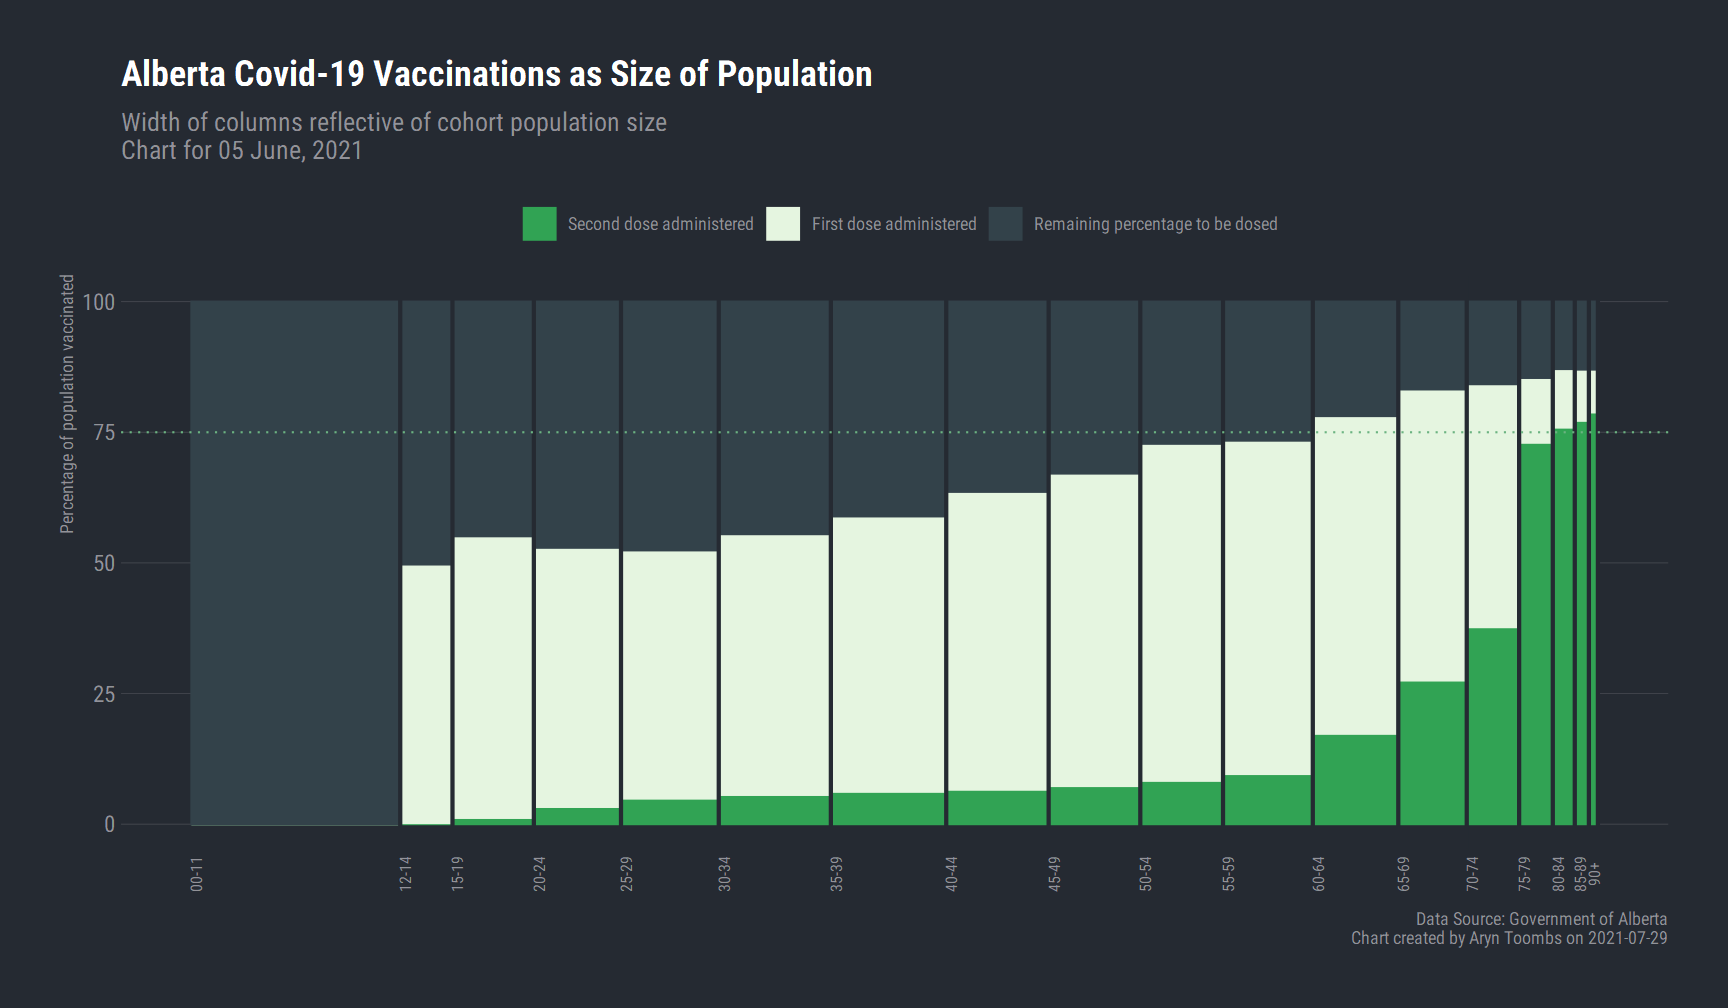 Alberta Covid-19 Vaccinations as Size of Population
Width of columns reflective of cohort population size
Chart for 05 June, 2021
Second dose administered
First dose administered
Remaining percentage to be dosed
Percentage of population vaccinated
100
75
50
25
0
00-11
12-14
15-19
20-24
25-29
30-34
35-39
40-44
45-49
50-54
55-59
60-64
65-69
70-74
75-79
80-84
85-89
90+
Data Source: Government of Alberta
Chart created by Aryn Toombs on 2021-07-29